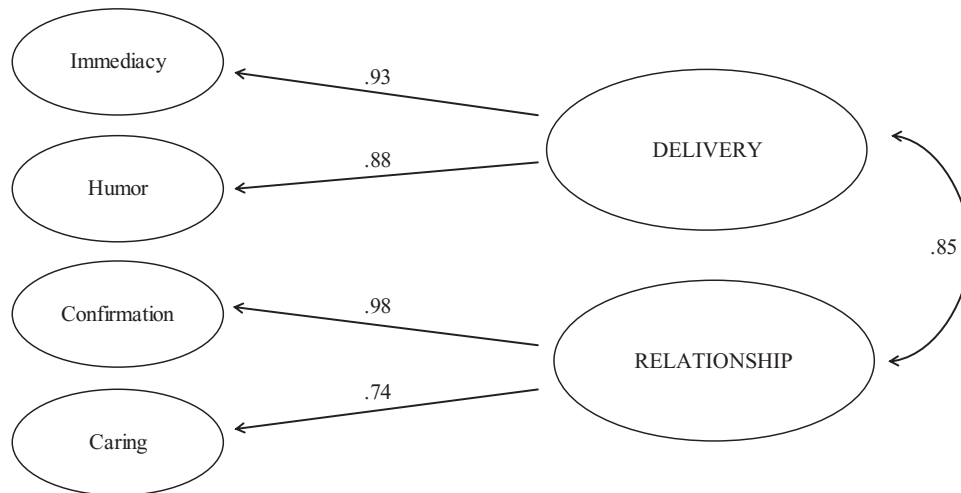 Immediacy
.93
DELIVERY
.88
Humor
.85
Confirmation
.98
RELATIONSHIP
.74
Caring